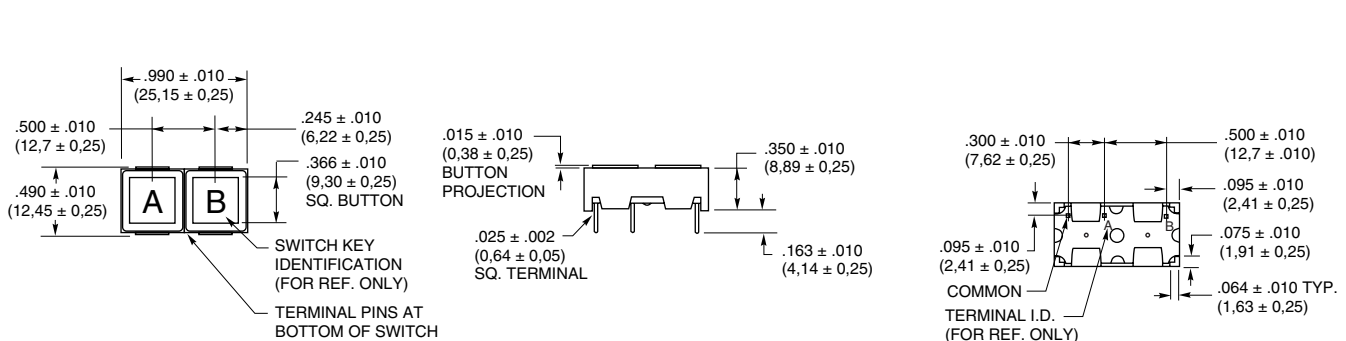 .990 ± .010
(25,15 ± 0,25)
.500 ± .010
(12,7 ± 0,25)
.245 ± .010
(6,22 ± 0,25)
.366 ± .010
(9,30 ± 0,25)
SQ. BUTTON
.490 ± .010
(12,45 ± 0,25)
A
B
SWITCH KEY
IDENTIFICATION
(FOR REF. ONLY)
TERMINAL PINS AT
BOTTOM OF SWITCH
.015 ± .010
(0,38 ± 0,25)
BUTTON
PROJECTION
.350 ± .010
(8,89 ± 0,25)
.025 ± .002
(0,64 ± 0,05)
SQ. TERMINAL
.163 ± .010
(4,14 ± 0,25)
.300 ± .010
(7,62 ± 0,25)
.500 ± .010
(12,7 ± .010)
.095 ± .010
(2,41 ± 0,25)
A
B
.095 ± .010
(2,41 ± 0,25)
.075 ± .010
(1,91 ± 0,25)
COMMON
.064 ± .010 TYP.
(1,63 ± 0,25)
TERMINAL I.D.
(FOR REF. ONLY)